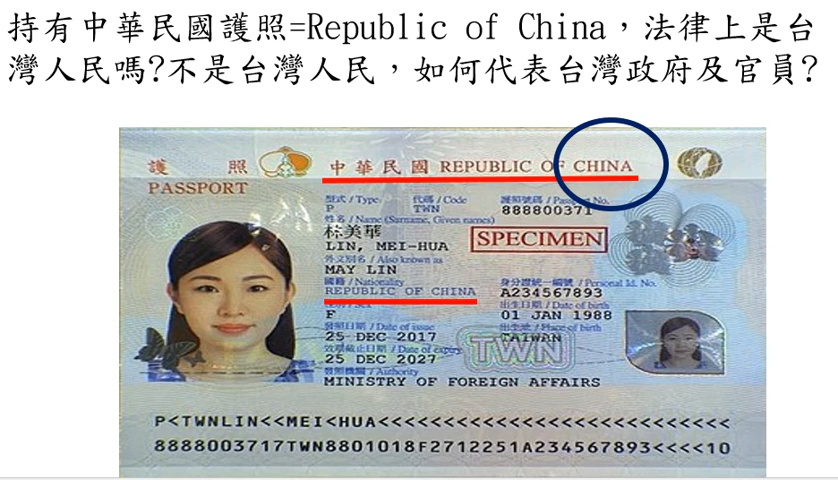 持有中華民國護照=Republic of China，法律上是台
灣人民嗎?不是台灣人民，如何代表台灣政府及官員?
護 照 中華民國 REPUBLIC OF CHINA
PASSPORT
型式 / Type 代碼 / Code 護照號碼 / Passport No.
P TWN 888800371
姓名 / Name (Surname, Given names)
林美華
LIN, MEI-HUA
SPECIMEN
外文別名 / Also known as
MAY LIN
國籍 / Nationality 身分證統一編號 / Personal Id. No.
REPUBLIC OF CHINA A234567893
性別 / Sex 出生日期 / Date of birth
F 01 JAN 1988
發照日期 / Date of issue 出生地 / Place of birth
25 DEC 2017 TAIWAN
效期截止日期 / Date of expiry
25 DEC 2027
TWN
發照機關 / Authority
MINISTRY OF FOREIGN AFFAIRS
P<TWNLIN<<MEI<HUA<<<<<<<<<<<<<<<<<<<<<<<<<<<
8888003717TWN8801018F2712251A234567893<<<<10